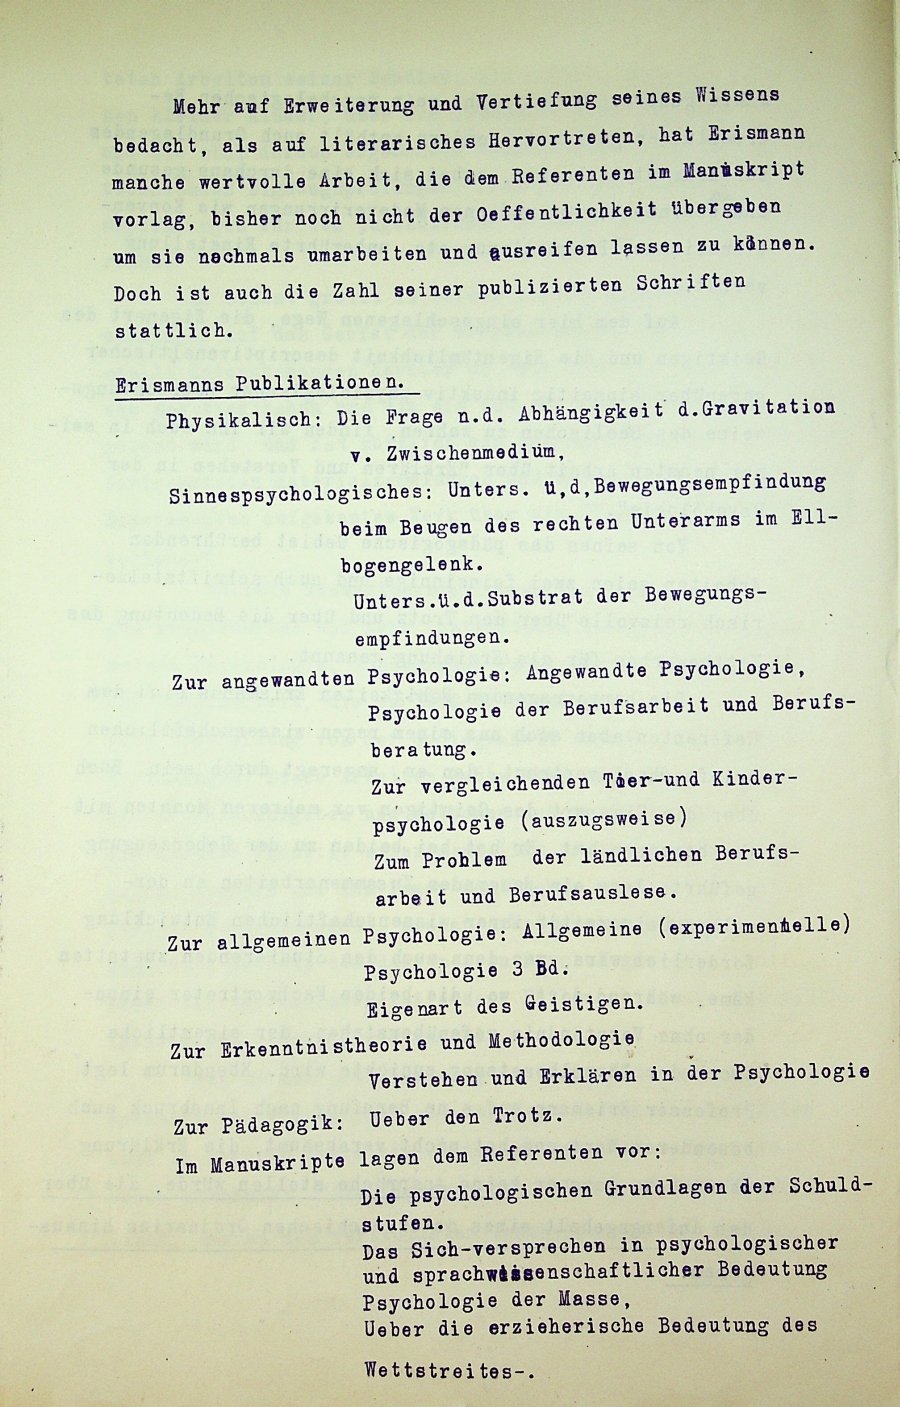 Mehr auf Erweiterung und Vertiefung seines Wissens
bedacht, als auf literarisches Hervortreten, hat Erismann
manche wertvolle Arbeit, die dem Referenten im Manuskript
vorlag, bisher noch nicht der Oeffentlichkeit übergeben
um sie nochmals umarbeiten und ausreifen lassen zu können.
Doch ist auch die Zahl seiner publizierten Schriften
stattlich.
Erismanns Publikationen.
Physikalisch: Die Frage n.d. Abhängigkeit d.Gravitation
v. Zwischenmedium,
Sinnespsychologisches: Unters. ü,d,Bewegungsempfindung
beim Beugen des rechten Unterarms im Ell-
bogengelenk.
Unters.ü.d.Substrat der Bewegungs-
empfindungen.
Zur angewandten Psychologie: Angewandte Psychologie,
Psychologie der Berufsarbeit und Berufs-
beratung.
Zur vergleichenden Tier-und Kinder-
psychologie (auszugsweise)
Zum Problem der ländlichen Berufs-
arbeit und Berufsauslese.
Zur allgemeinen Psychologie: Allgemeine (experimentelle)
Psychologie 3 Bd.
Eigenart des Geistigen.
Zur Erkenntnistheorie und Methodologie
Verstehen und Erklären in der Psychologie
Zur Pädagogik: Ueber den Trotz.
Im Manuskripte lagen dem Referenten vor:
Die psychologischen Grundlagen der Schuld-
stufen.
Das Sich-versprechen in psychologischer
und sprachwissenschaftlicher Bedeutung
Psychologie der Masse,
Ueber die erzieherische Bedeutung des
Wettstreites-.